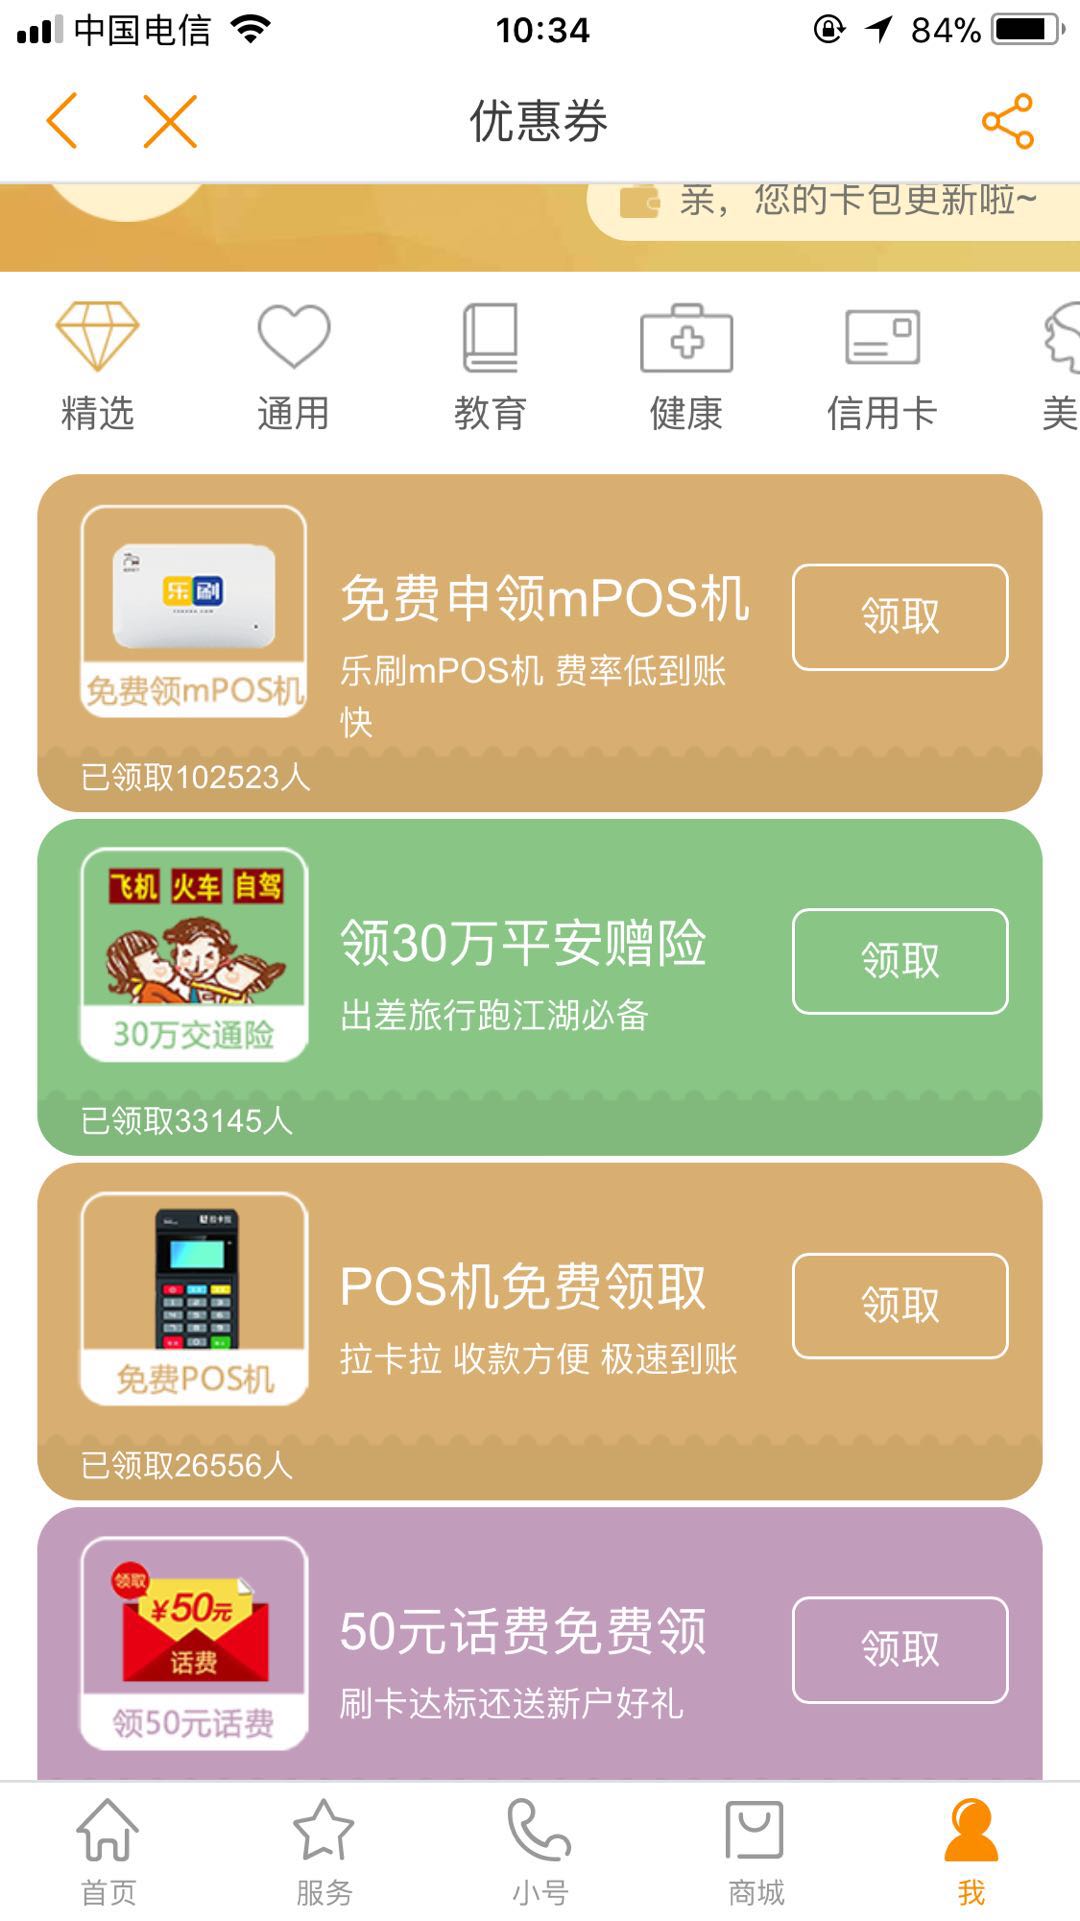 中国电信 10:34 84%
优惠券
亲，您的卡包更新啦~
精选 通用 教育 健康 信用卡 美
乐刷
免费领mPOS机
免费申领mPOS机
乐刷mPOS机 费率低到账
快
领取
已领取102523人
飞机 火车 自驾
30万交通险
领30万平安赠险
出差旅行跑江湖必备
领取
已领取33145人
拉卡拉
免费POS机
POS机免费领取
拉卡拉 收款方便 极速到账
领取
已领取26556人
领取
¥50元
话费
领50元话费
50元话费免费领
刷卡达标还送新户好礼
领取
首页 服务 小号 商城 我